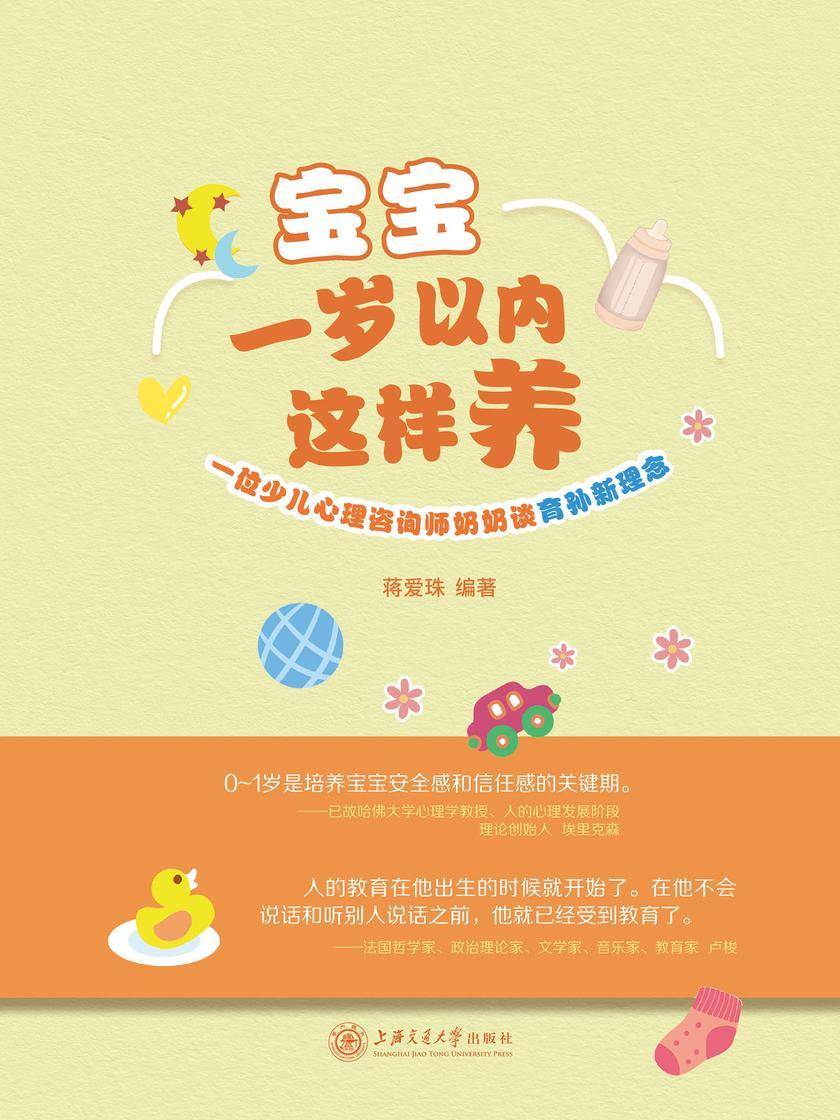 宝宝
一岁以内
这样养
一位少儿心理咨询师奶奶谈育孙新理念
蒋爱珠 编著
0~1岁是培养宝宝安全感和信任感的关键期。
——已故哈佛大学心理学教授、人的心理发展阶段
理论创始人 埃里克森
人的教育在他出生的时候就开始了。在他不会
说话和听别人说话之前，他就已经受到教育了。
——法国哲学家、政治理论家、文学家、音乐家、教育家 卢梭
上海交通大学出版社
SHANGHAI JIAO TONG UNIVERSITY PRESS